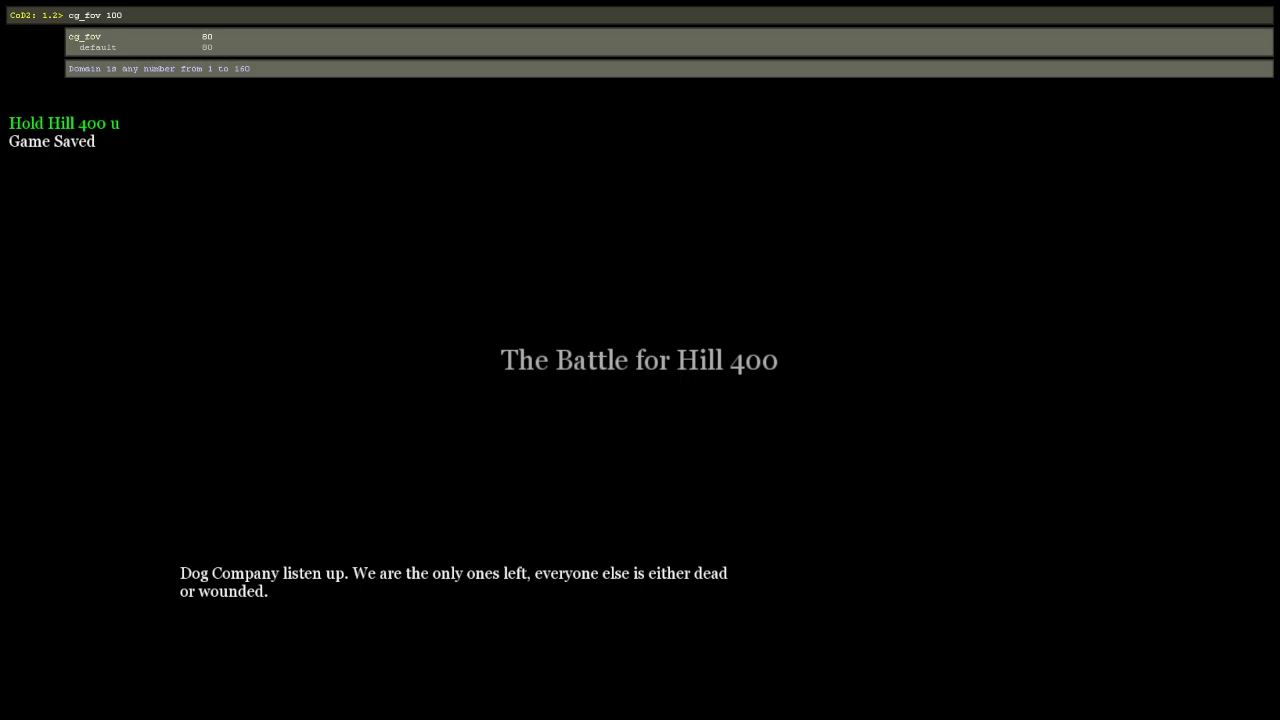 CoD2: 1.2> cg_fov 100
cg_fov 80
default 80
Domain is any number from 1 to 160
Hold Hill 400 u
Game Saved
The Battle for Hill 400
Dog Company listen up. We are the only ones left, everyone else is either dead
or wounded.